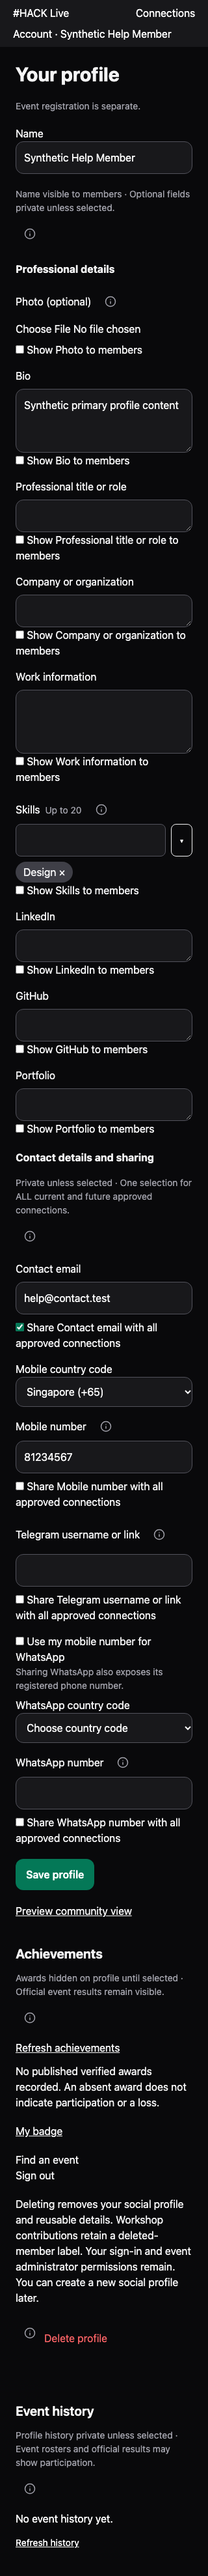 #HACK Live
Connections
Account · Synthetic Help Member
Your profile
Event registration is separate.
Name
Synthetic Help Member
Name visible to members · Optional fields
private unless selected.
Professional details
Photo (optional)
Choose File No file chosen
Show Photo to members
Bio
Synthetic primary profile content
Show Bio to members
Professional title or role
Show Professional title or role to
members
Company or organization
Show Company or organization to
members
Work information
Show Work information to
members
Skills Up to 20
Design ×
Show Skills to members
LinkedIn
Show LinkedIn to members
GitHub
Show GitHub to members
Portfolio
Show Portfolio to members
Contact details and sharing
Private unless selected · One selection for
ALL current and future approved
connections.
Contact email
help@contact.test
Share Contact email with all
approved connections
Mobile country code
Singapore (+65)
Mobile number
81234567
Share Mobile number with all
approved connections
Telegram username or link
Share Telegram username or link
with all approved connections
Use my mobile number for
WhatsApp
Sharing WhatsApp also exposes its
registered phone number.
WhatsApp country code
Choose country code
WhatsApp number
Share WhatsApp number with all
approved connections
Save profile
Preview community view
Achievements
Awards hidden on profile until selected ·
Official event results remain visible.
Refresh achievements
No published verified awards
recorded. An absent award does not
indicate participation or a loss.
My badge
Find an event
Sign out
Deleting removes your social profile
and reusable details. Workshop
contributions retain a deleted-
member label. Your sign-in and event
administrator permissions remain.
You can create a new social profile
later.
Delete profile
Event history
Profile history private unless selected ·
Event rosters and official results may
show participation.
No event history yet.
Refresh history